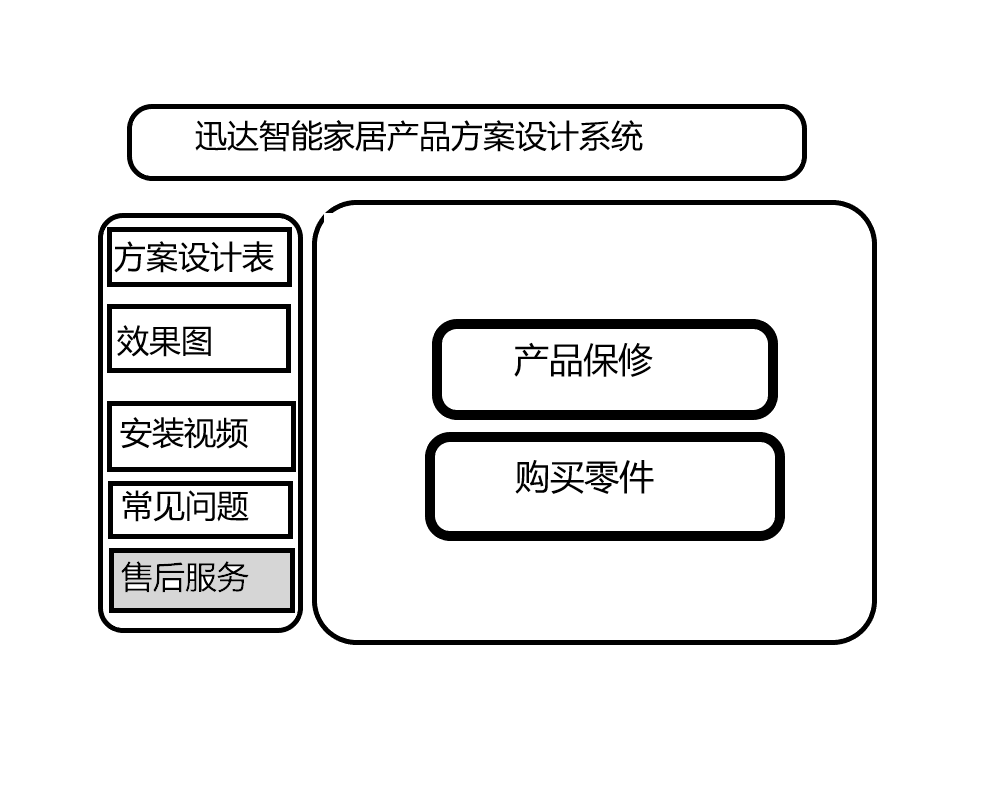 迅达智能家居产品方案设计系统
方案设计表
效果图
安装视频
常见问题
售后服务
产品保修
购买零件